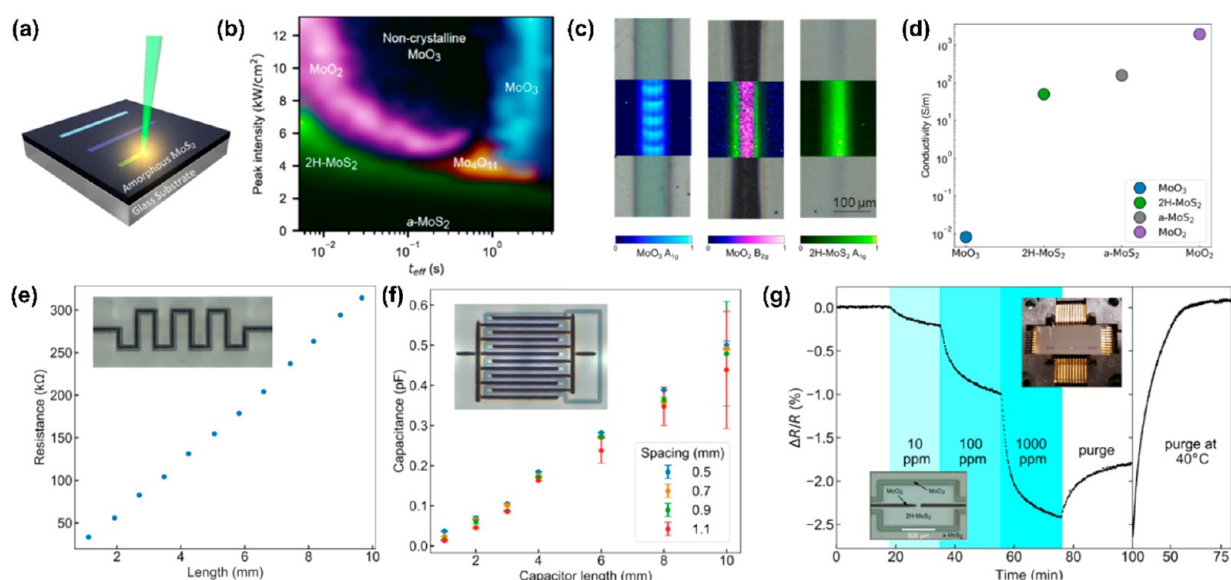 (a)
Amorphous MoS₂
Glass Substrate
(b)
Peak intensity (kW/cm²)
12
10
8
6
4
2
0
MoO₂
Non-crystalline
MoO₃
MoO₃
2H-MoS₂
Mo₄O₁₁
a-MoS₂
10⁻²
10⁻¹
10⁰
t_eff (s)
(c)
100 μm
0 1
0 1
0 1
MoO₃ A₁g
MoO₂ B₂g
2H-MoS₂ A₁g
(d)
Conductivity (S/m)
10³
10²
10¹
10⁰
10⁻¹
10⁻²
MoO₃
2H-MoS₂
a-MoS₂
MoO₂
MoO₃ 2H-MoS₂ a-MoS₂ MoO₂
(e)
Resistance (kΩ)
300
250
200
150
100
50
2 4 6 8 10
Length (mm)
(f)
Capacitance (pF)
0.6
0.5
0.4
0.3
0.2
0.1
0.0
Spacing (mm)
0.5
0.7
0.9
1.1
2 4 6 8 10
Capacitor length (mm)
(g)
ΔR/R (%)
0.0
−0.5
−1.0
−1.5
−2.0
−2.5
10
ppm
100
ppm
1000
ppm
purge
purge at
40°C
MoO₂
MoO₃
2H-MoS₂
500 μm
a-MoS₂
0 20 40 60 80 100 50 75
Time (min)